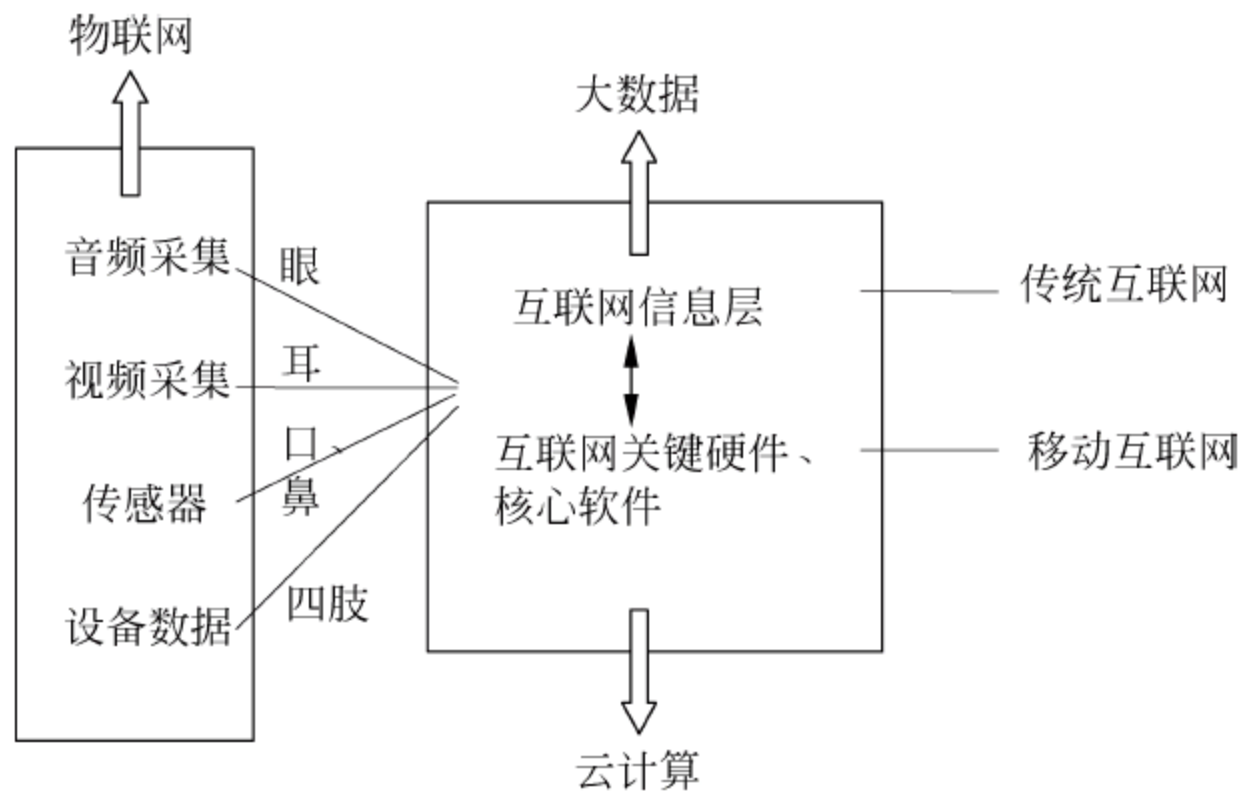 物联网
音频采集
视频采集
传感器
设备数据
眼
耳
口、
鼻
四肢
大数据
互联网信息层
互联网关键硬件、
核心软件
云计算
传统互联网
移动互联网